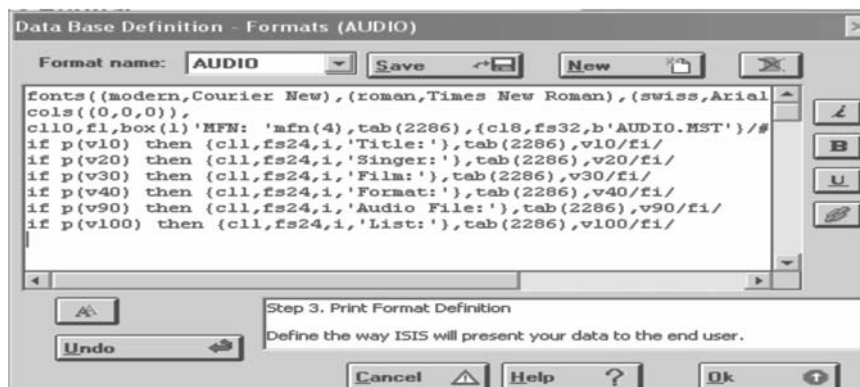 Data Base Definition - Formats (AUDIO)
Format name: AUDIO Save New
fonts((modern,Courier New),(roman,Times New Roman),(swiss,Arial
cols((0,0,0)),
cl10,f1,box(1)'MFN: 'mfn(4),tab(2286),{cl8,fs32,b'AUDIO.MST'}/#
if p(v10) then {cl1,fs24,i,'Title:'},tab(2286),v10/fi/
if p(v20) then {cl1,fs24,i,'Singer:'},tab(2286),v20/fi/
if p(v30) then {cl1,fs24,i,'Film:'},tab(2286),v30/fi/
if p(v40) then {cl1,fs24,i,'Format:'},tab(2286),v40/fi/
if p(v90) then {cl1,fs24,i,'Audio File:'},tab(2286),v90/fi/
if p(v100) then {cl1,fs24,i,'List:'},tab(2286),v100/fi/
i
B
U
Step 3. Print Format Definition
Define the way ISIS will present your data to the end user.
Undo
Cancel Help ? Ok